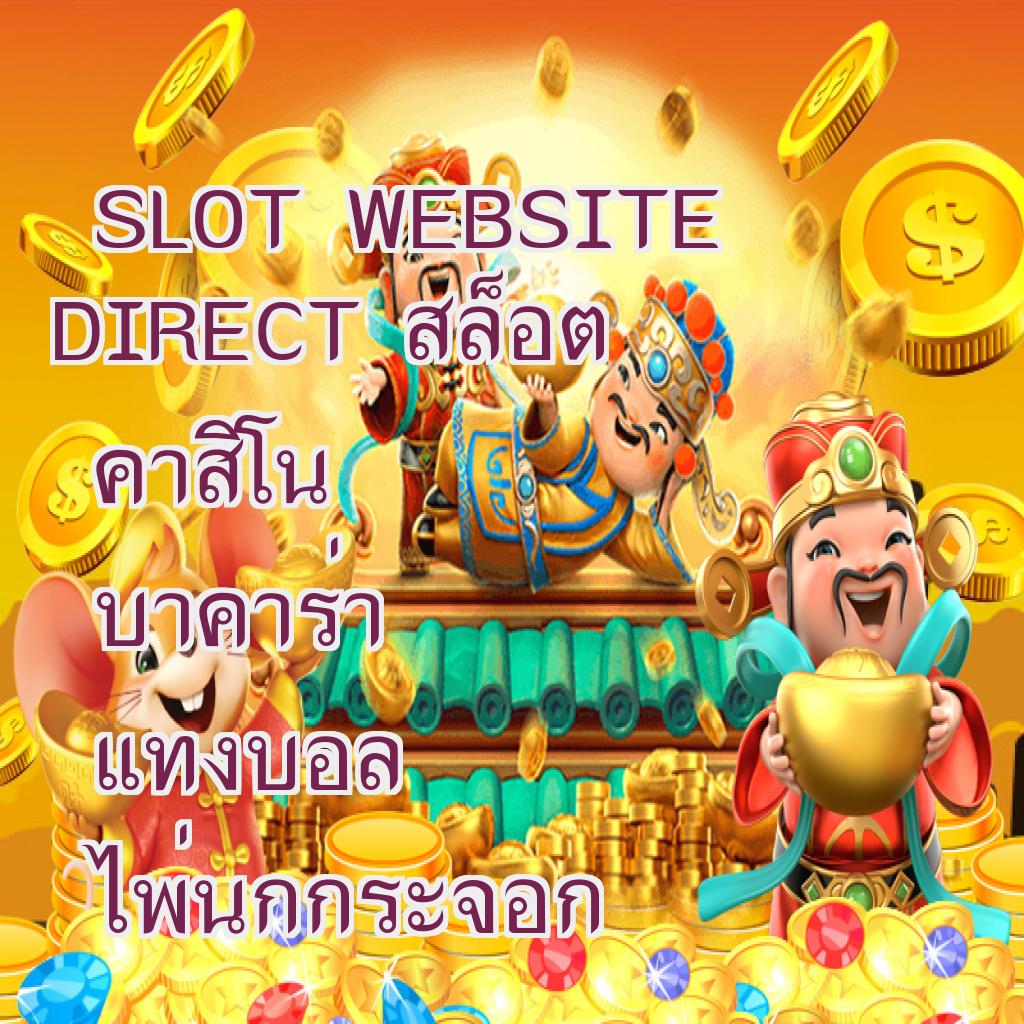 SLOT WEBSITE
DIRECT สล็อต
คาสิโน
บาคาร่า
แทงบอล
ไพ่นกกระจอก